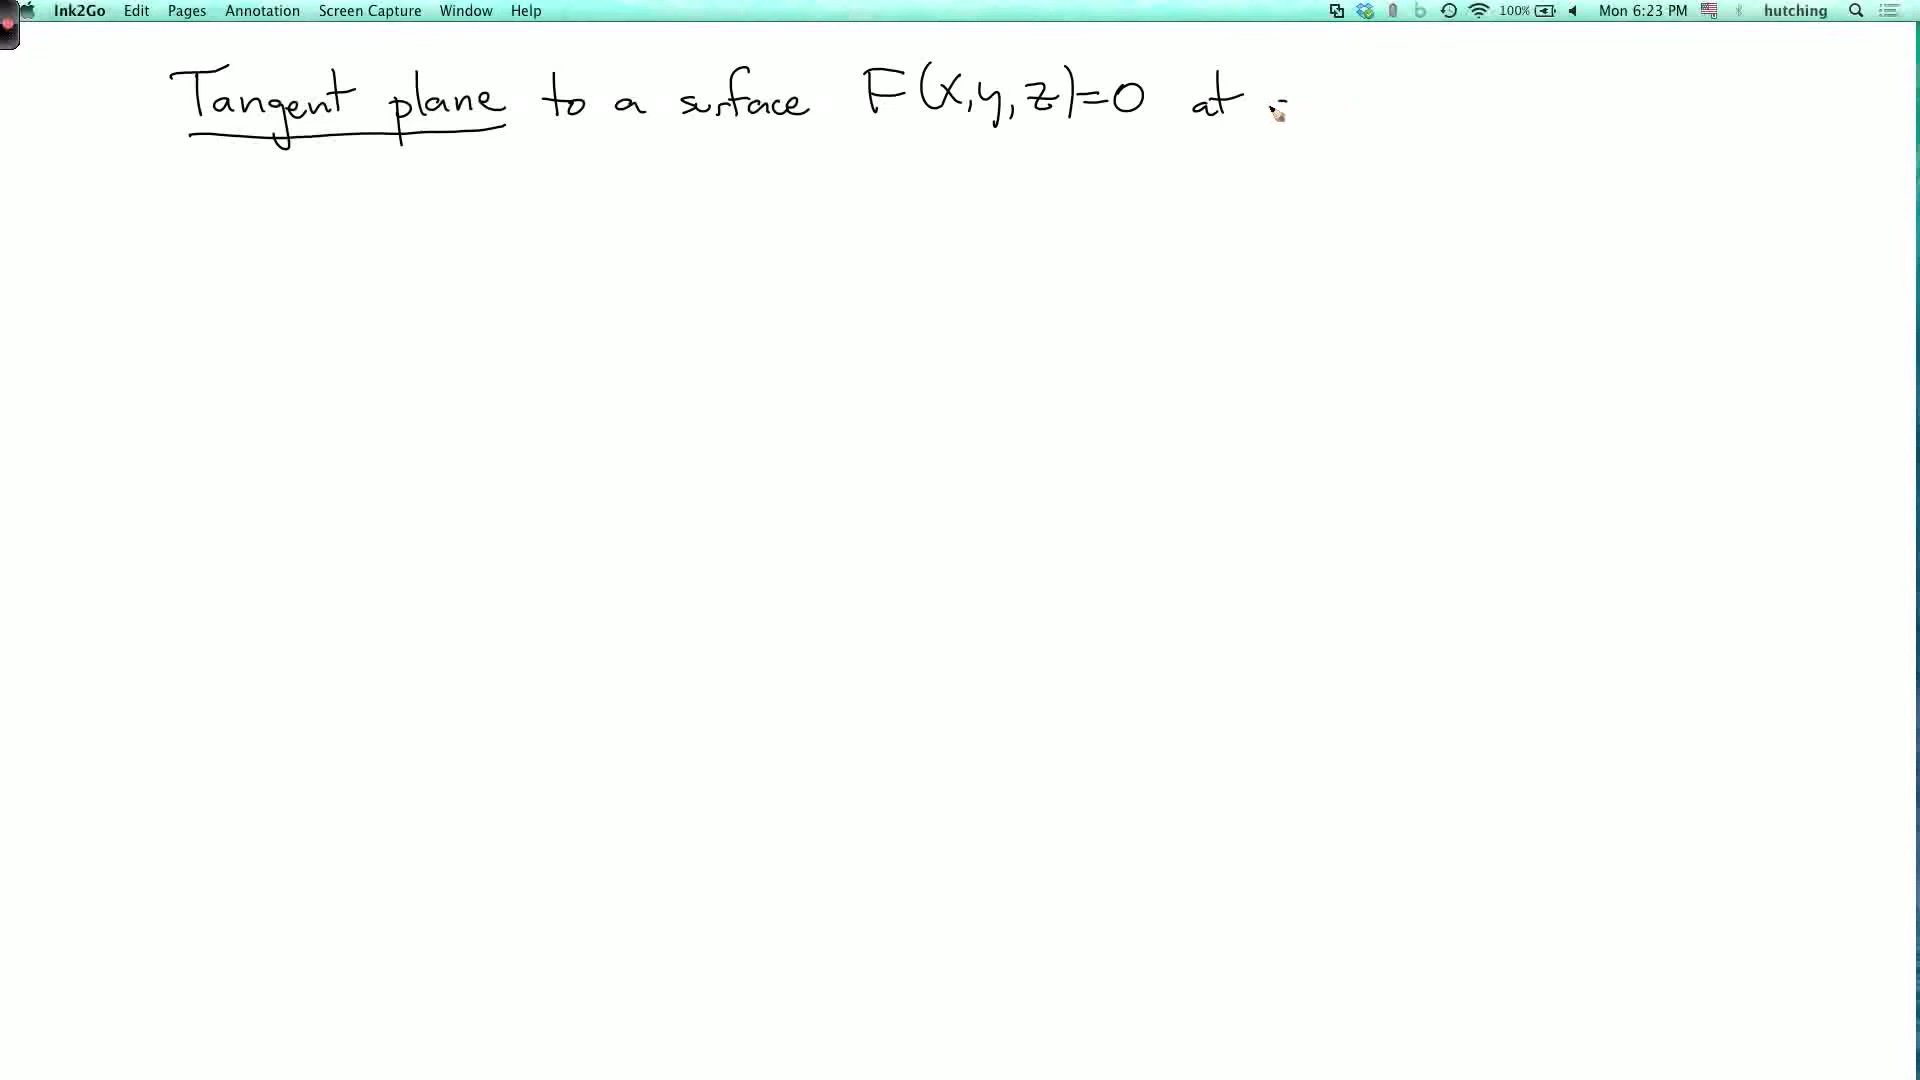 Ink2Go Edit Pages Annotation Screen Capture Window Help 100% Mon 6:23 PM hutching
Tangent plane to a surface F(x,y,z)=0 at